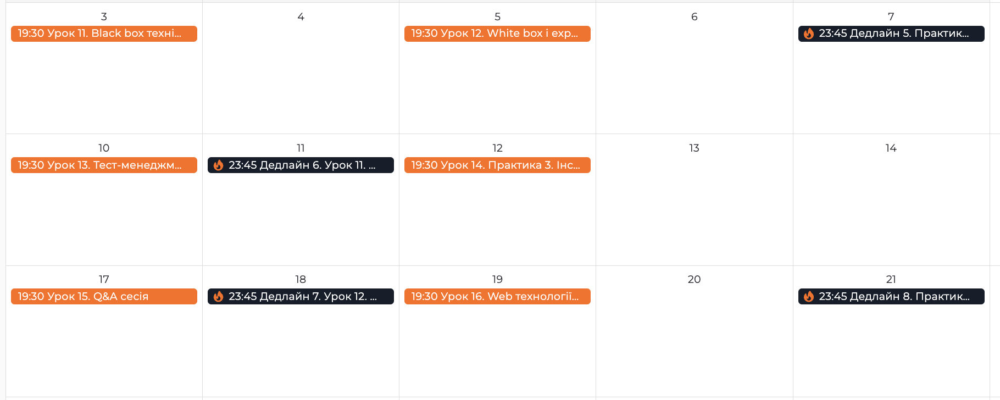 3
4
5
6
7
19:30 Урок 11. Black box техні...
19:30 Урок 12. White box і exp...
23:45 Дедлайн 5. Практик...
10
11
12
13
14
19:30 Урок 13. Тест-менеджм...
23:45 Дедлайн 6. Урок 11. ...
19:30 Урок 14. Практика 3. Інс...
17
18
19
20
21
19:30 Урок 15. Q&A сесія
23:45 Дедлайн 7. Урок 12. ...
19:30 Урок 16. Web технології...
23:45 Дедлайн 8. Практик...